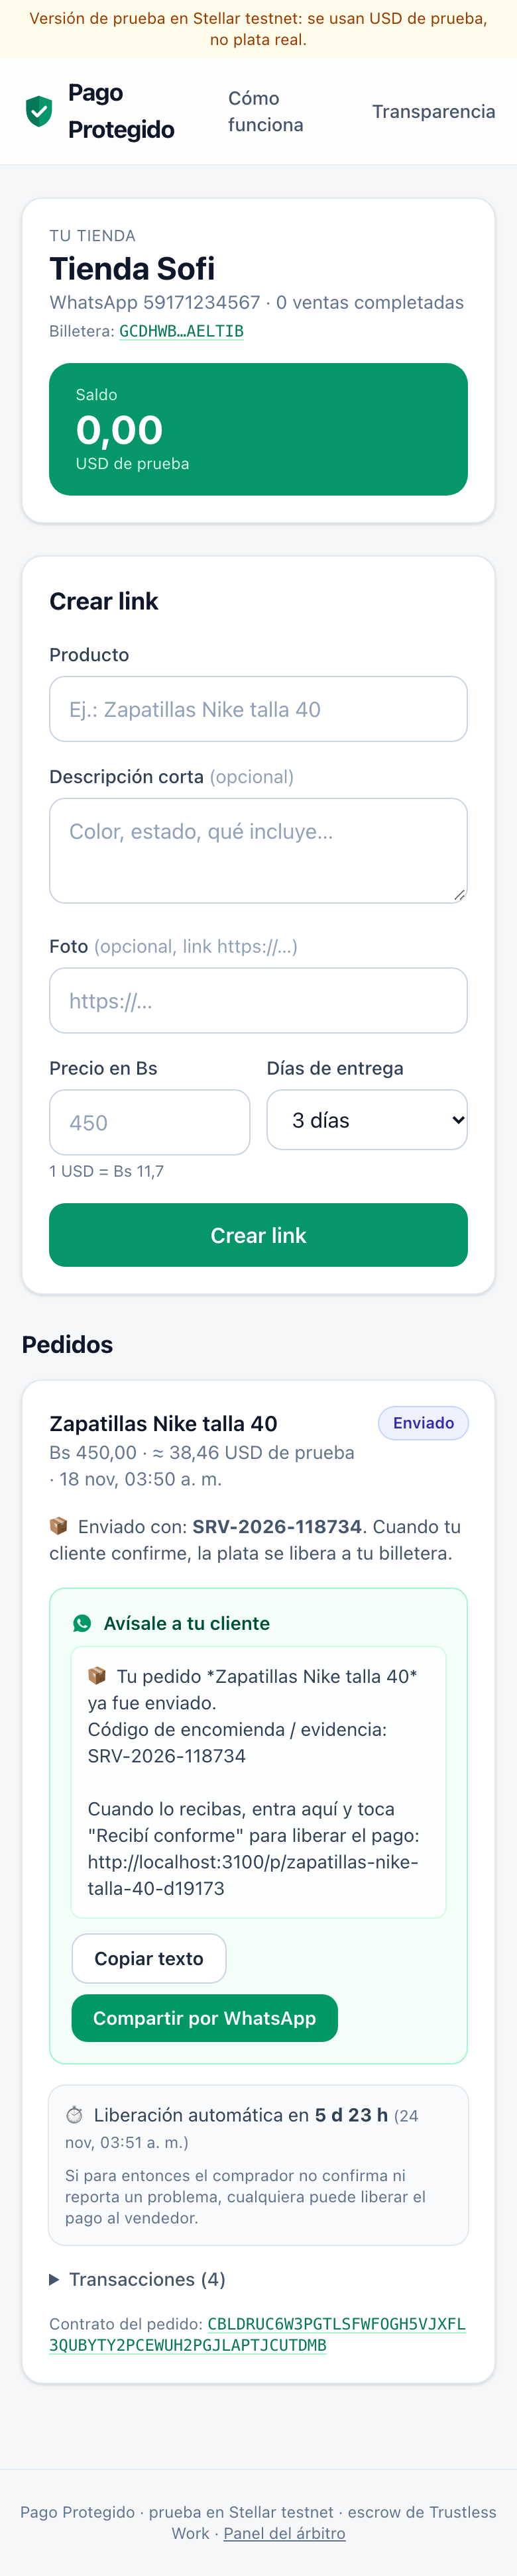 Versión de prueba en Stellar testnet: se usan USD de prueba,
no plata real.
Pago
Protegido
Cómo
funciona
Transparencia
TU TIENDA
Tienda Sofi
WhatsApp 59171234567 · 0 ventas completadas
Billetera: GCDHWB…AELTIB
Saldo
0,00
USD de prueba
Crear link
Producto
Ej.: Zapatillas Nike talla 40
Descripción corta (opcional)
Color, estado, qué incluye…
Foto (opcional, link https://…)
https://…
Precio en Bs
Días de entrega
450
3 días
1 USD = Bs 11,7
Crear link
Pedidos
Zapatillas Nike talla 40
Enviado
Bs 450,00 · ≈ 38,46 USD de prueba
· 18 nov, 03:50 a. m.
📦 Enviado con: SRV-2026-118734. Cuando tu
cliente confirme, la plata se libera a tu billetera.
Avísale a tu cliente
📦 Tu pedido *Zapatillas Nike talla 40*
ya fue enviado.
Código de encomienda / evidencia:
SRV-2026-118734
Cuando lo recibas, entra aquí y toca
"Recibí conforme" para liberar el pago:
http://localhost:3100/p/zapatillas-nike-
talla-40-d19173
Copiar texto
Compartir por WhatsApp
⏱ Liberación automática en 5 d 23 h (24
nov, 03:51 a. m.)
Si para entonces el comprador no confirma ni
reporta un problema, cualquiera puede liberar el
pago al vendedor.
▶ Transacciones (4)
Contrato del pedido: CBLDRUC6W3PGTLSFWFOGH5VJXFL
3QUBYTY2PCEWUH2PGJLAPTJCUTDMB
Pago Protegido · prueba en Stellar testnet · escrow de Trustless
Work · Panel del árbitro